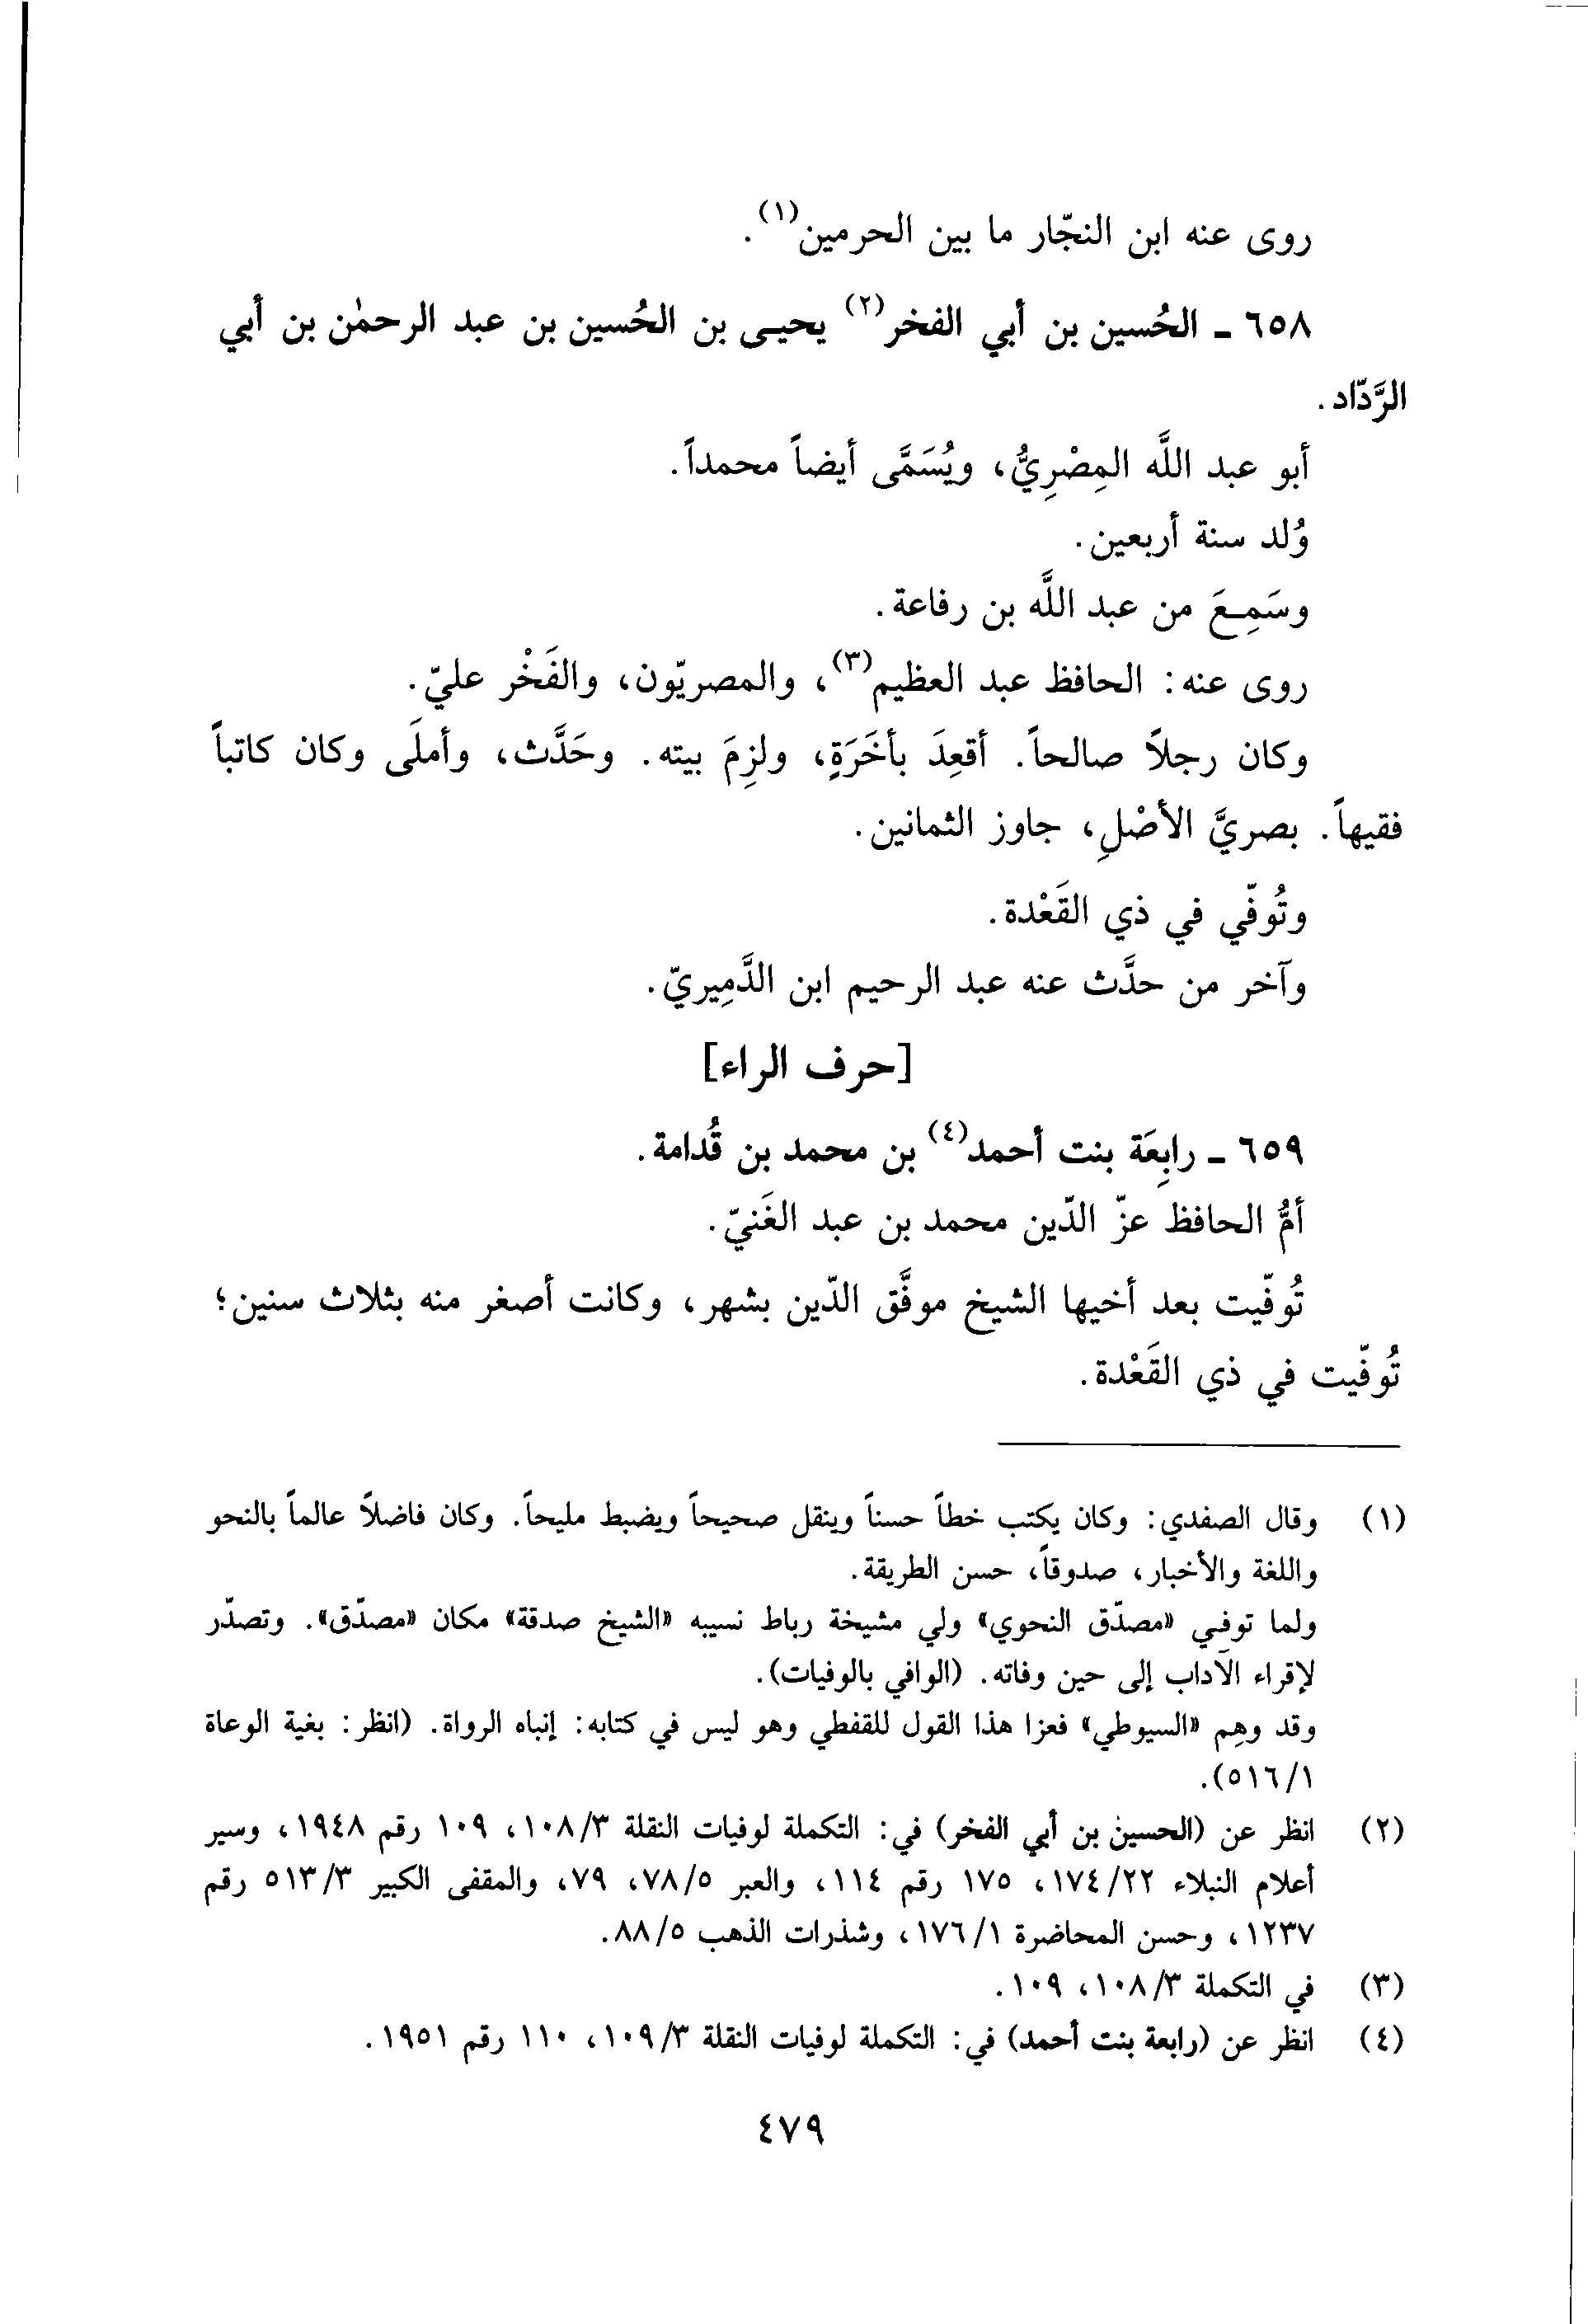 روى عنه ابن النجّار ما بين الحرمين(١).
٦٥٨ ـ الحُسين بن أبي الفخر(٢) يحيـى بن الحُسين بن عبد الرحمٰن بن أبي
الرَّدّاد.
أبو عبد اللَّه المِصْرِيُّ، ويُسَمَّى أيضاً محمداً.
وُلد سنة أربعين.
وسَمِـعَ من عبد اللَّه بن رفاعة.
روى عنه: الحافظ عبد العظيم(٣)، والمصريّون، والفَخْر عليّ.
وكان رجلاً صالحاً. أقعِدَ بأخَرَةٍ، ولزِمَ بيته. وحَدَّث، وأملَى وكان كاتباً
فقيهاً. بصريَّ الأصْلِ، جاوز الثمانين.
وتُوفّي في ذي القَعْدة.
وآخر من حدَّث عنه عبد الرحيم ابن الدَّمِيريّ.
[حرف الراء]
٦٥٩ ـ رابِعَة بنت أحمد(٤) بن محمد بن قُدامة.
أمُّ الحافظ عزّ الدّين محمد بن عبد الغَنيّ.
تُوفّيت بعد أخيها الشيخ موفَّق الدّين بشهر، وكانت أصغر منه بثلاث سنين؛
تُوفّيت في ذي القَعْدة.
(١) وقال الصفدي: وكان يكتب خطاً حسناً وينقل صحيحاً ويضبط مليحاً. وكان فاضلاً عالماً بالنحو
واللغة والأخبار، صدوقاً، حسن الطريقة.
ولما توفـي «مصدّق النحوي» ولي مشيخة رباط نسيبه «الشيخ صدقة» مكان «مصدّق». وتصدّر
لإقراء الآداب إلى حين وفاته. (الوافي بالوفيات).
وقد وهِم «السيوطي» فعزا هذا القول للقفطي وهو ليس في كتابه: إنباه الرواة. (انظر: بغية الوعاة
١/ ٥١٦).
(٢) انظر عن (الحسين بن أبي الفخر) في: التكملة لوفيات النقلة ٣/ ١٠٨، ١٠٩ رقم ١٩٤٨، وسير
أعلام النبلاء ٢٢/ ١٧٤، ١٧٥ رقم ١١٤، والعبر ٥/ ٧٨، ٧٩، والمقفى الكبير ٣/ ٥١٣ رقم
١٢٣٧، وحسن المحاضرة ١/ ١٧٦، وشذرات الذهب ٥/ ٨٨.
(٣) في التكملة ٣/ ١٠٨، ١٠٩.
(٤) انظر عن (رابعة بنت أحمد) في: التكملة لوفيات النقلة ٣/ ١٠٩، ١١٠ رقم ١٩٥١.
٤٧٩